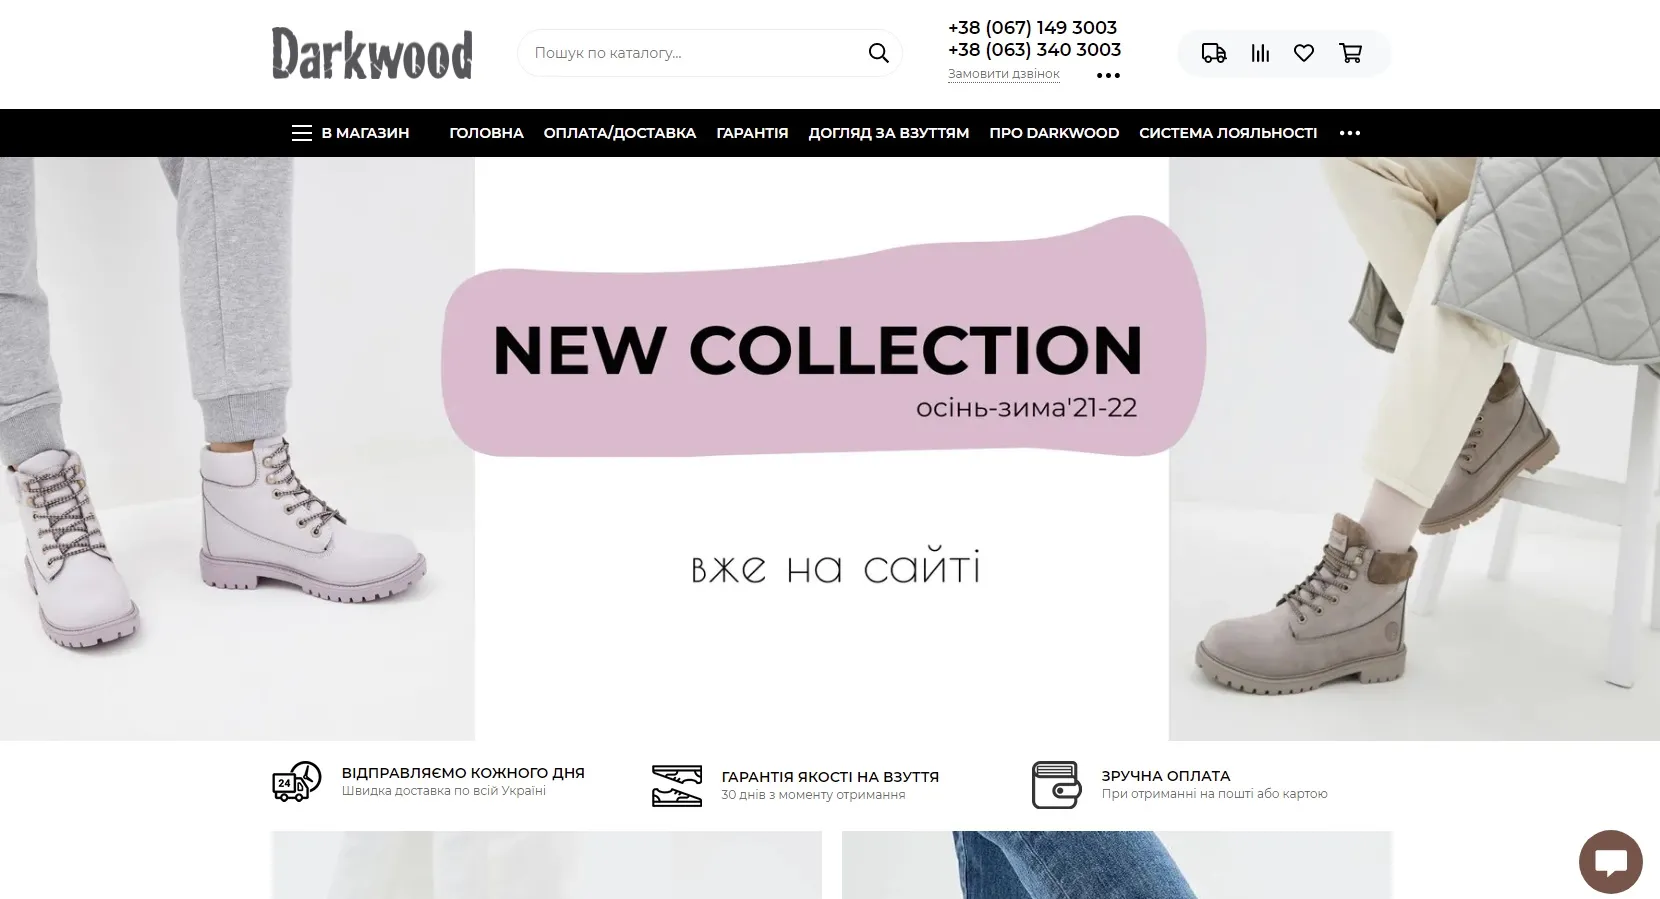 Darkwood
Пошук по каталогу...
+38 (067) 149 3003
+38 (063) 340 3003
Замовити дзвінок
В МАГАЗИН
ГОЛОВНА
ОПЛАТА/ДОСТАВКА
ГАРАНТІЯ
ДОГЛЯД ЗА ВЗУТТЯМ
ПРО DARKWOOD
СИСТЕМА ЛОЯЛЬНОСТІ
NEW COLLECTION
осінь-зима'21-22
вже на сайті
24
ВІДПРАВЛЯЄМО КОЖНОГО ДНЯ
Швидка доставка по всій Україні
ГАРАНТІЯ ЯКОСТІ НА ВЗУТТЯ
30 днів з моменту отримання
ЗРУЧНА ОПЛАТА
При отриманні на пошті або картою